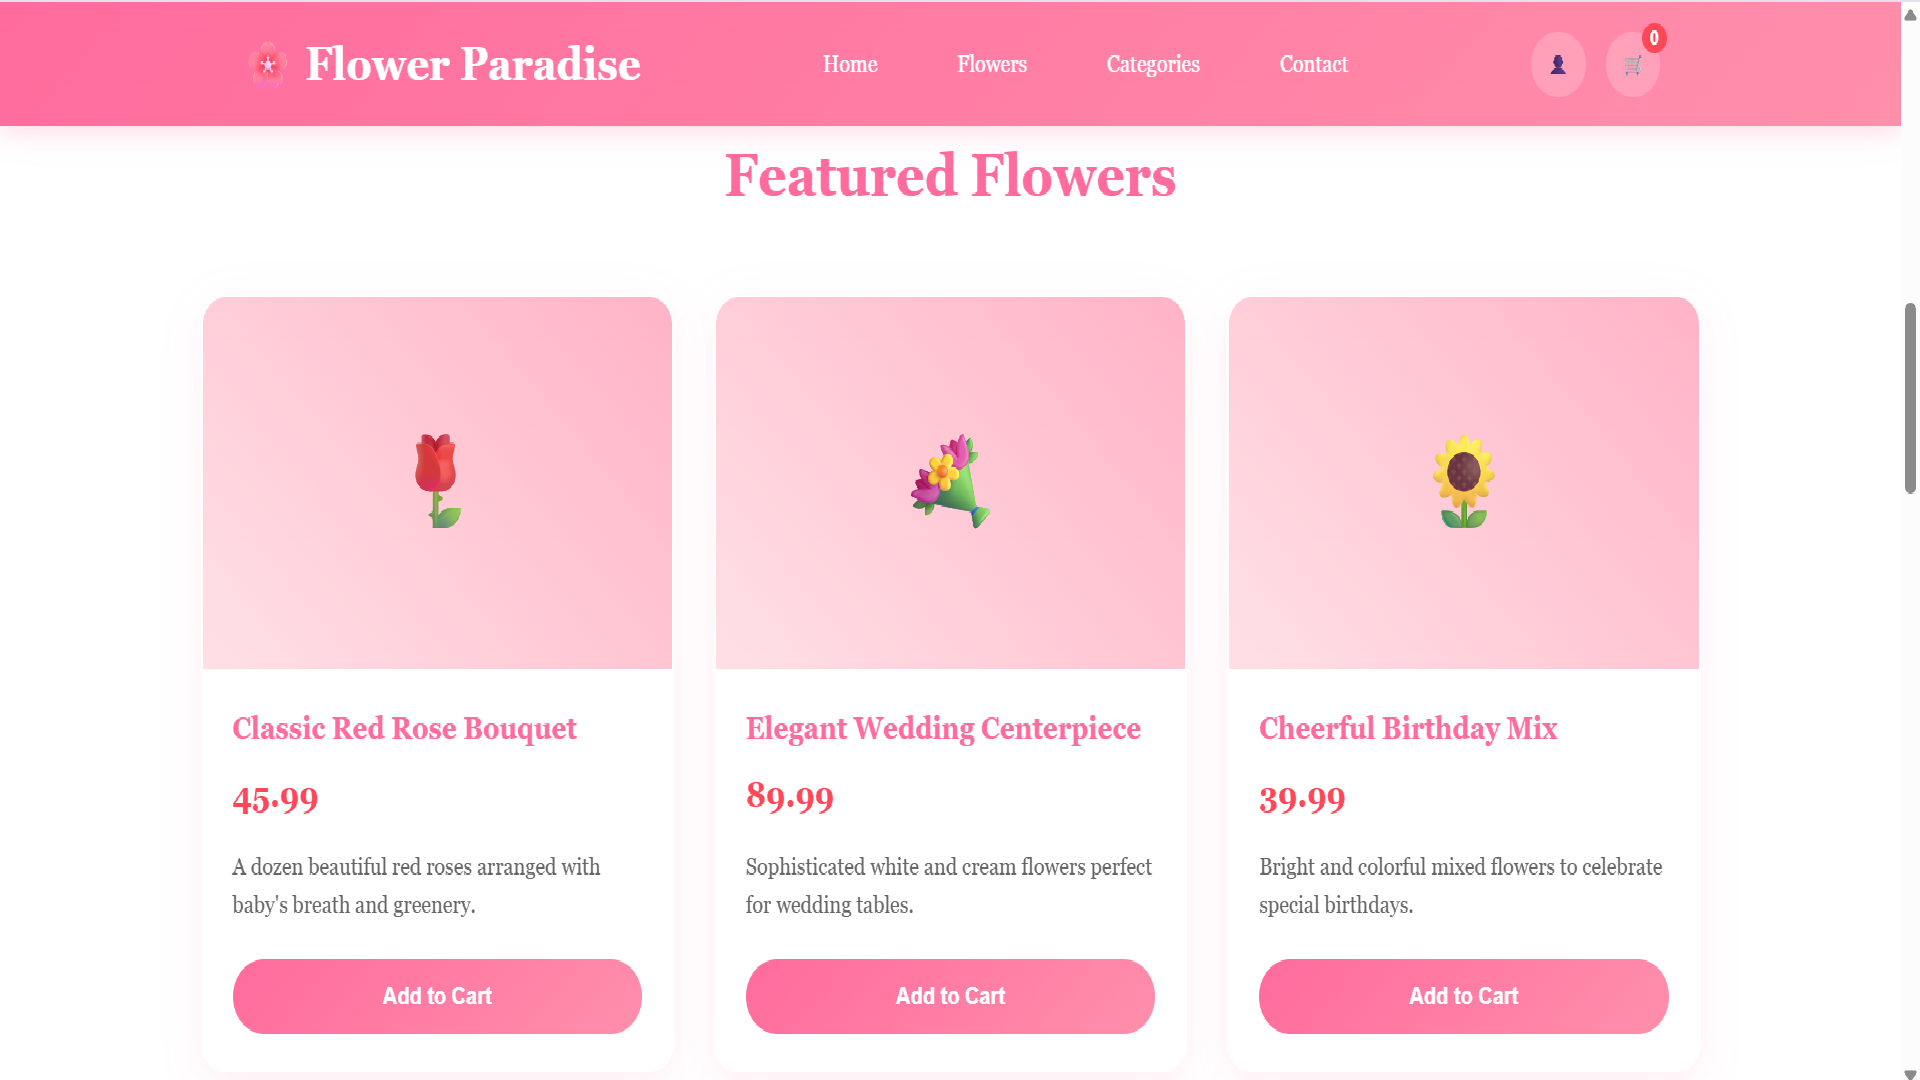 Flower Paradise
Home
Flowers
Categories
Contact
0
Featured Flowers
Classic Red Rose Bouquet
45.99
A dozen beautiful red roses arranged with
baby's breath and greenery.
Add to Cart
Elegant Wedding Centerpiece
89.99
Sophisticated white and cream flowers perfect
for wedding tables.
Add to Cart
Cheerful Birthday Mix
39.99
Bright and colorful mixed flowers to celebrate
special birthdays.
Add to Cart